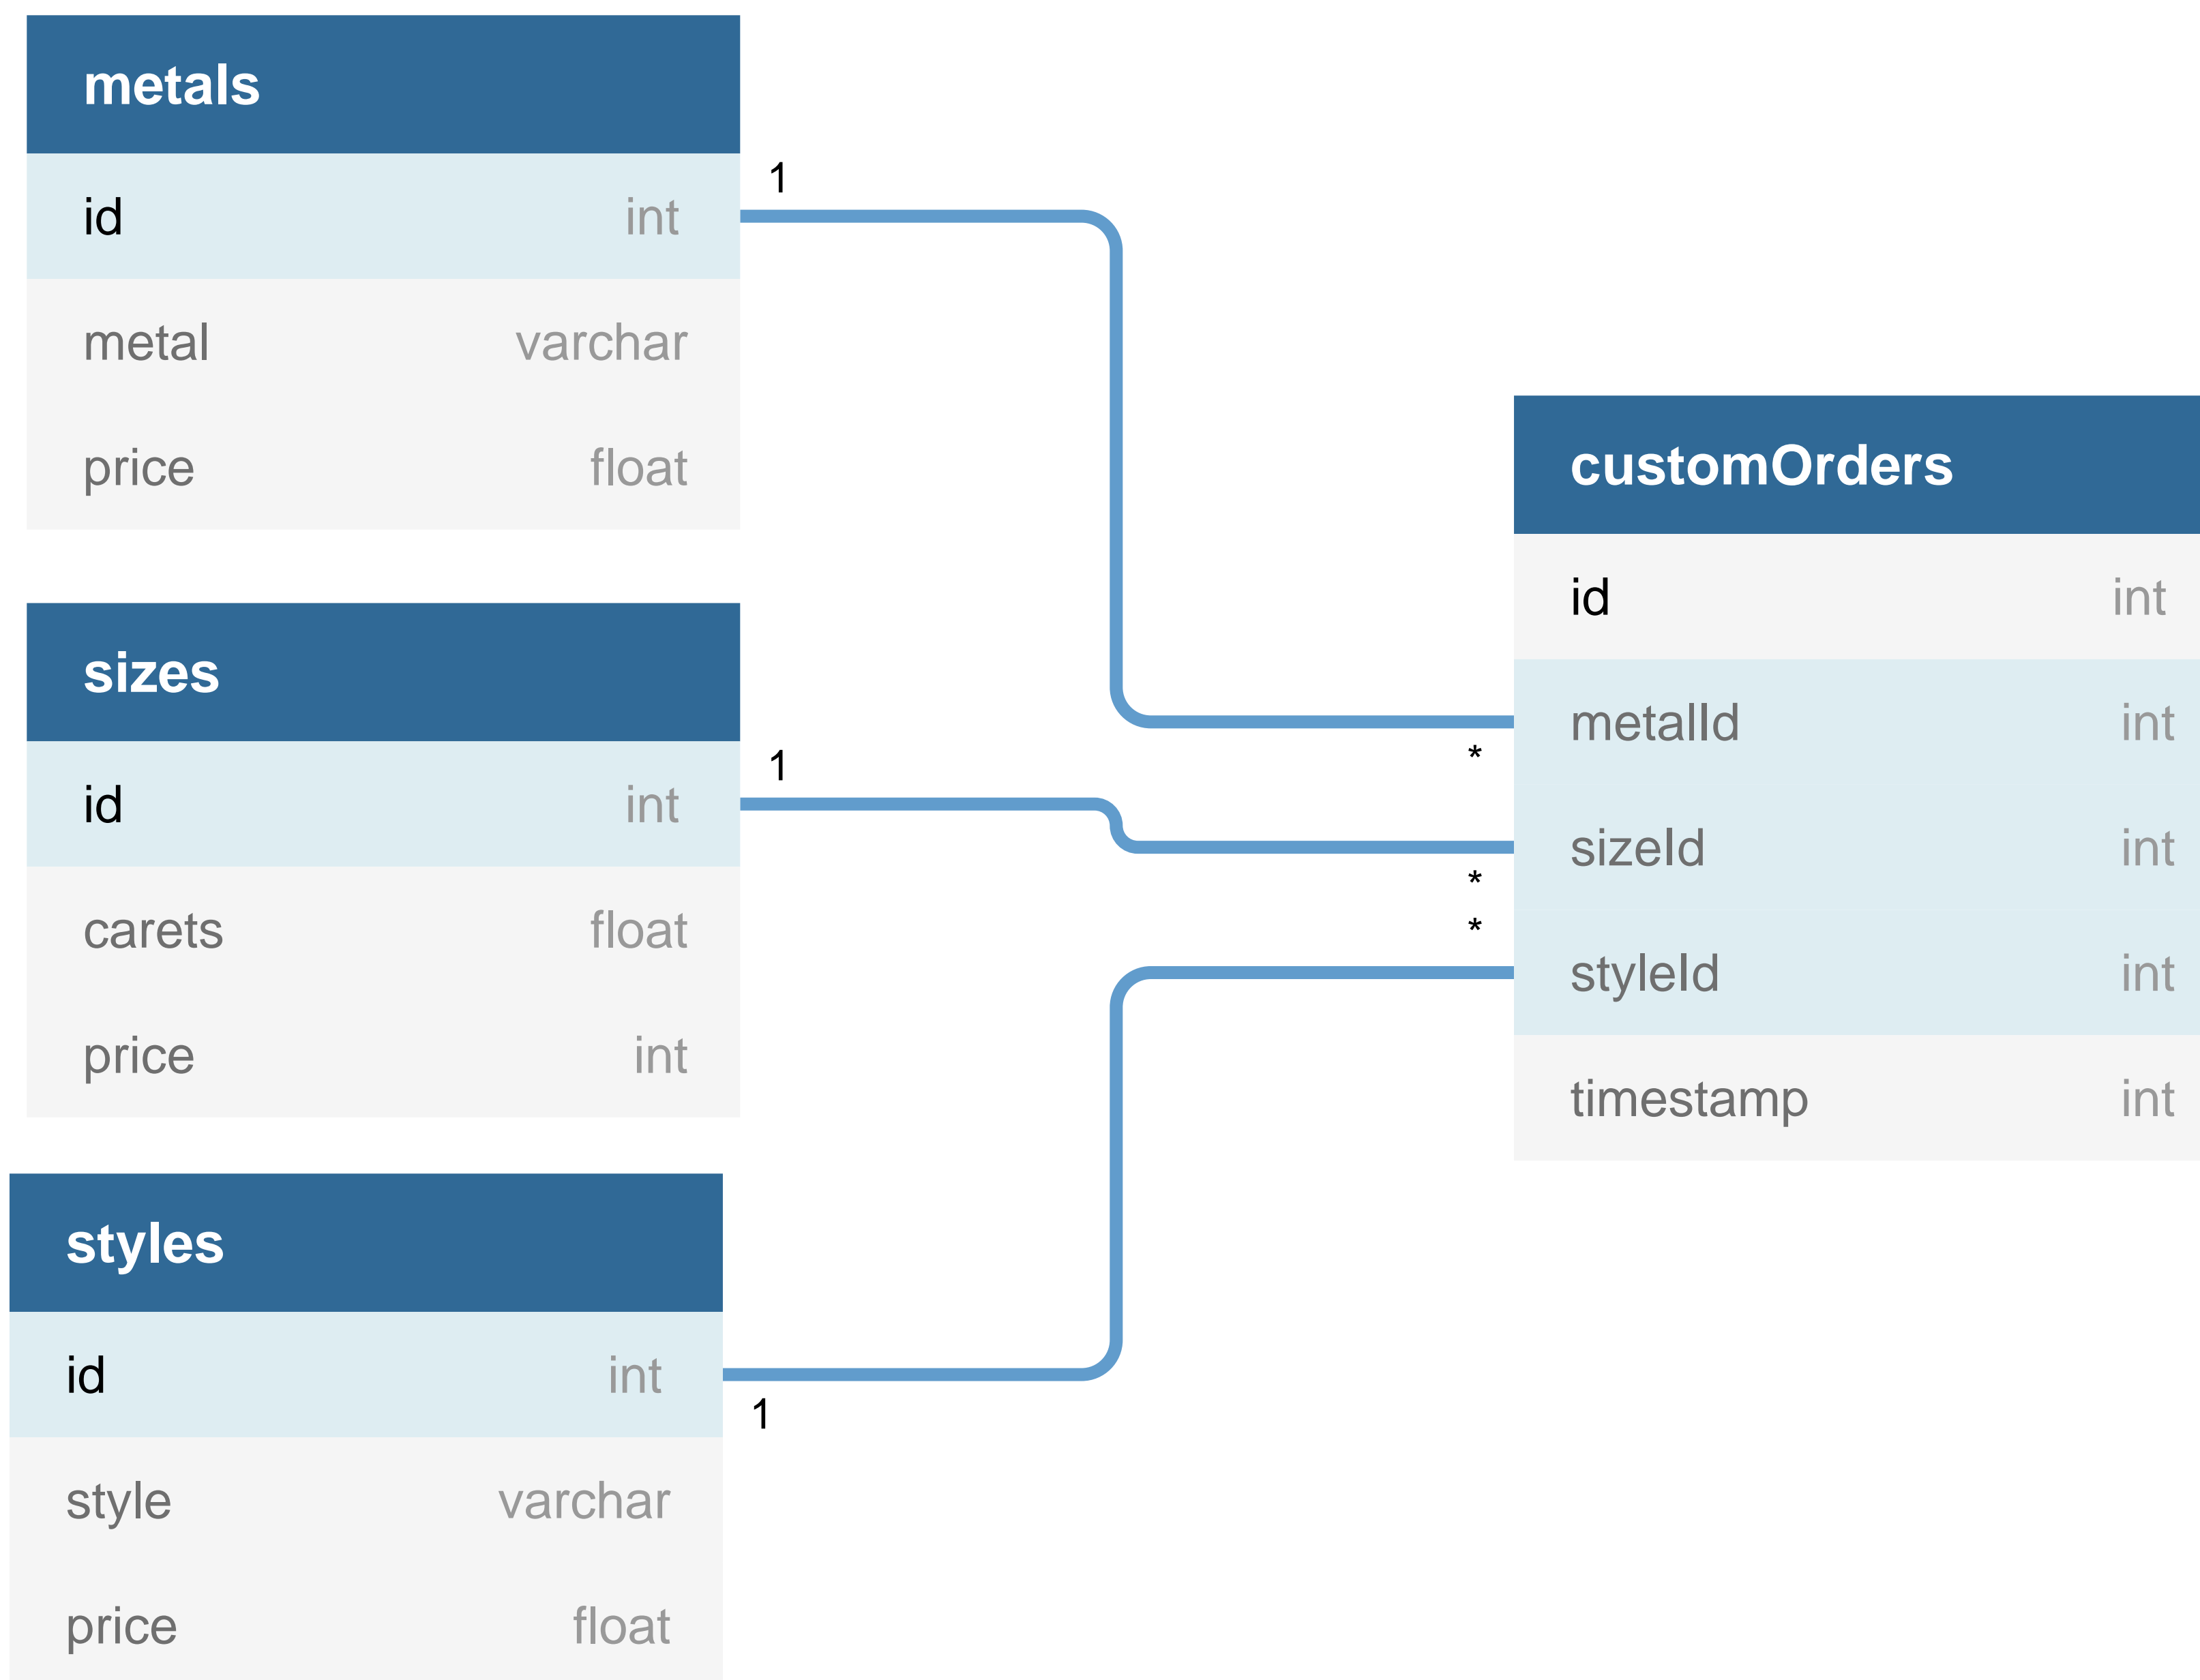 metals
id int
metal varchar
price float
sizes
id int
carets float
price int
styles
id int
style varchar
price float
1
*
1
*
*
1
customOrders
id int
metalId int
sizeId int
styleId int
timestamp int